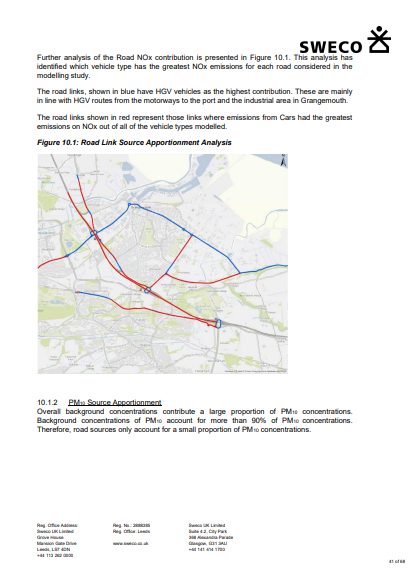 SWECO
Further analysis of the Road NOx contribution is presented in Figure 10.1. This analysis has
identified which vehicle type has the greatest NOx emissions for each road considered in the
modelling study.
The road links, shown in blue have HGV vehicles as the highest contribution. These are mainly
in line with HGV routes from the motorways to the port and the industrial area in Grangemouth.
The road links shown in red represent those links where emissions from Cars had the greatest
emissions on NOx out of all of the vehicle types modelled.
Figure 10.1: Road Link Source Apportionment Analysis
10.1.2 PM10 Source Apportionment
Overall background concentrations contribute a large proportion of PM10 concentrations.
Background concentrations of PM10 account for more than 90% of PM10 concentrations.
Therefore, road sources only account for a small proportion of PM10 concentrations.
Reg. Office Address:
Sweco UK Limited
Grove House
Mansion Gate Drive
Leeds, LS7 4DN
+44 113 262 0000
Reg. No.: 2888385
Reg. Office: Leeds
www.sweco.co.uk
Sweco UK Limited
Suite 4.2, City Park
368 Alexandra Parade
Glasgow, G31 3AU
+44 141 414 1700
41 of 68